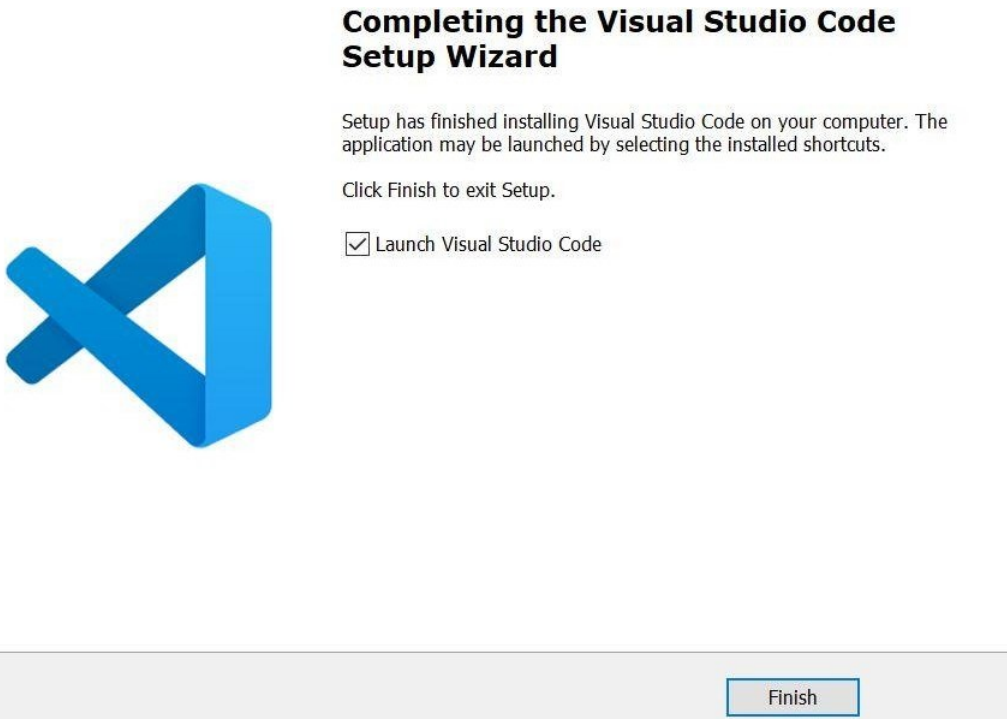 Completing the Visual Studio Code
Setup Wizard
Setup has finished installing Visual Studio Code on your computer. The
application may be launched by selecting the installed shortcuts.
Click Finish to exit Setup.
Launch Visual Studio Code
Finish